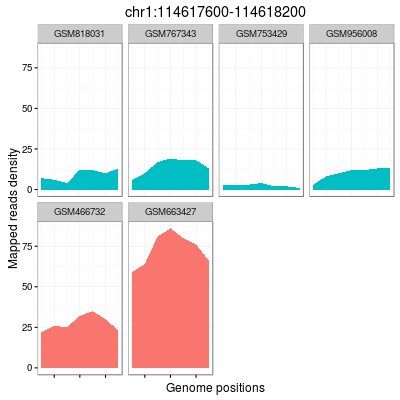 chr1:114617600-114618200
GSM818031 GSM767343 GSM753429 GSM956008
75
50
25
0
GSM466732 GSM663427
75
50
25
0
Mapped reads density
Genome positions